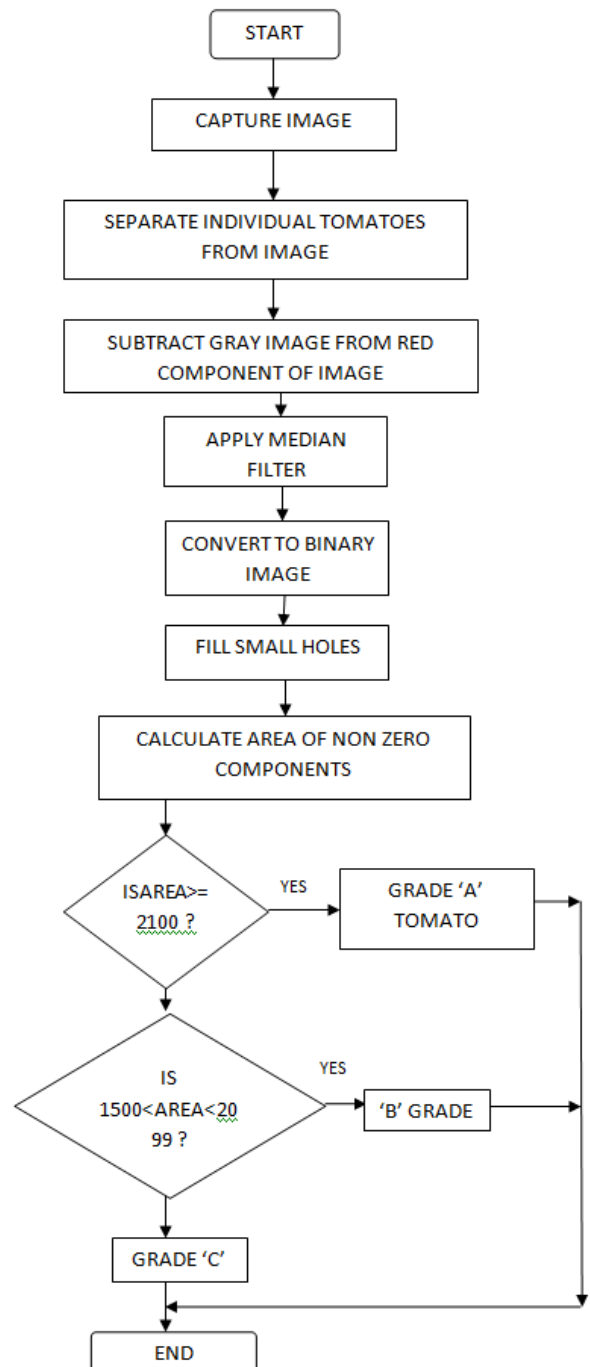 START
CAPTURE IMAGE
SEPARATE INDIVIDUAL TOMATOES
FROM IMAGE
SUBTRACT GRAY IMAGE FROM RED
COMPONENT OF IMAGE
APPLY MEDIAN
FILTER
CONVERT TO BINARY
IMAGE
FILL SMALL HOLES
CALCULATE AREA OF NON ZERO
COMPONENTS
ISAREA>=
2100 ?
YES
GRADE ‘A’
TOMATO
IS
1500<AREA<20
99 ?
YES
‘B’ GRADE
GRADE ‘C’
END